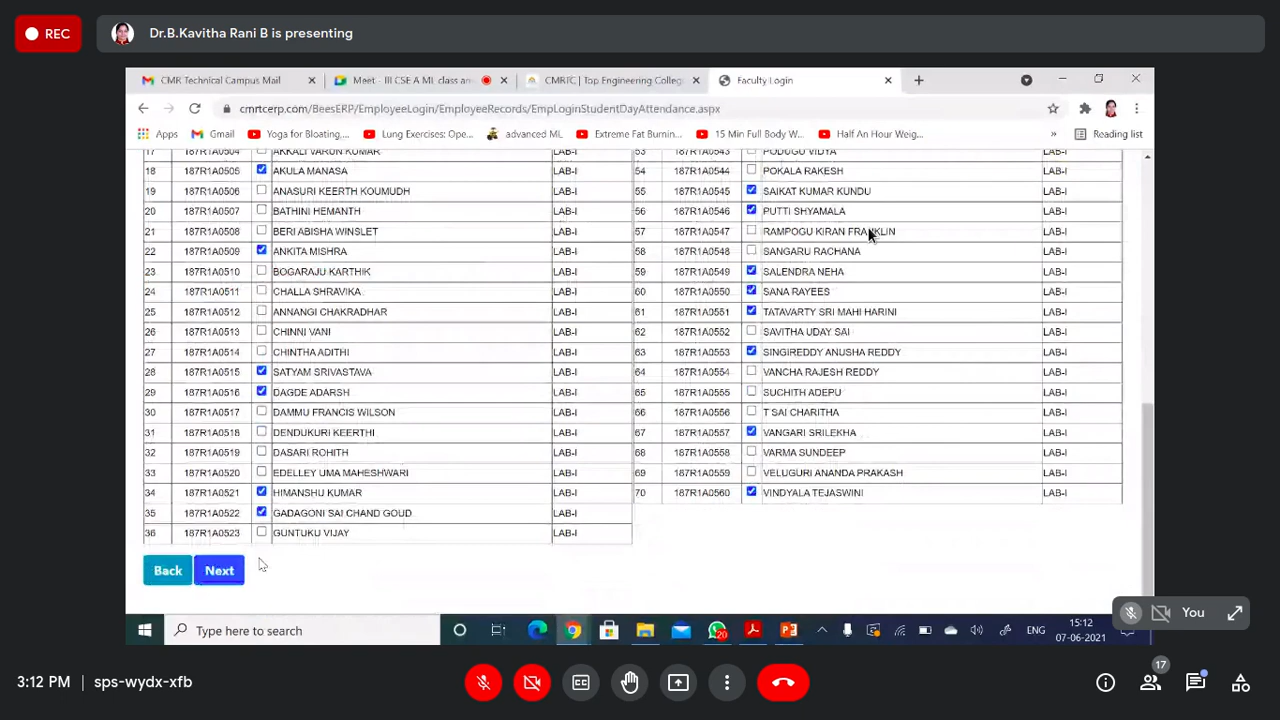 REC
Dr.B.Kavitha Rani B is presenting
CMR Technical Campus Mail
Meet - III CSE A ML class an
CMRTC | Top Engineering Colleg
Faculty Login
cmrtcerp.com/BeesERP/EmployeeLogin/EmployeeRecords/EmpLoginStudentDayAttendance.aspx
Apps Gmail Yoga for Bloating,... Lung Exercises: Ope... advanced ML Extreme Fat Burnin... 15 Min Full Body W... Half An Hour Weig... » Reading list
17 187R1A0504 AKKALI VARUN KUMAR LAB-I 53 187R1A0543 PODUGU VIDYA LAB-I
18 187R1A0505 AKULA MANASA LAB-I 54 187R1A0544 POKALA RAKESH LAB-I
19 187R1A0506 ANASURI KEERTH KOUMUDH LAB-I 55 187R1A0545 SAIKAT KUMAR KUNDU LAB-I
20 187R1A0507 BATHINI HEMANTH LAB-I 56 187R1A0546 PUTTI SHYAMALA LAB-I
21 187R1A0508 BERI ABISHA WINSLET LAB-I 57 187R1A0547 RAMPOGU KIRAN FRANKLIN LAB-I
22 187R1A0509 ANKITA MISHRA LAB-I 58 187R1A0548 SANGARU RACHANA LAB-I
23 187R1A0510 BOGARAJU KARTHIK LAB-I 59 187R1A0549 SALENDRA NEHA LAB-I
24 187R1A0511 CHALLA SHRAVIKA LAB-I 60 187R1A0550 SANA RAYEES LAB-I
25 187R1A0512 ANNANGI CHAKRADHAR LAB-I 61 187R1A0551 TATAVARTY SRI MAHI HARINI LAB-I
26 187R1A0513 CHINNI VANI LAB-I 62 187R1A0552 SAVITHA UDAY SAI LAB-I
27 187R1A0514 CHINTHA ADITHI LAB-I 63 187R1A0553 SINGIREDDY ANUSHA REDDY LAB-I
28 187R1A0515 SATYAM SRIVASTAVA LAB-I 64 187R1A0554 VANCHA RAJESH REDDY LAB-I
29 187R1A0516 DAGDE ADARSH LAB-I 65 187R1A0555 SUCHITH ADEPU LAB-I
30 187R1A0517 DAMMU FRANCIS WILSON LAB-I 66 187R1A0556 T SAI CHARITHA LAB-I
31 187R1A0518 DENDUKURI KEERTHI LAB-I 67 187R1A0557 VANGARI SRILEKHA LAB-I
32 187R1A0519 DASARI ROHITH LAB-I 68 187R1A0558 VARMA SUNDEEP LAB-I
33 187R1A0520 EDELLEY UMA MAHESHWARI LAB-I 69 187R1A0559 VELUGURI ANANDA PRAKASH LAB-I
34 187R1A0521 HIMANSHU KUMAR LAB-I 70 187R1A0560 VINDYALA TEJASWINI LAB-I
35 187R1A0522 GADAGONI SAI CHAND GOUD LAB-I
36 187R1A0523 GUNTUKU VIJAY LAB-I
Back Next
You
Type here to search
20
ENG
15:12
07-06-2021
3:12 PM sps-wydx-xfb
17